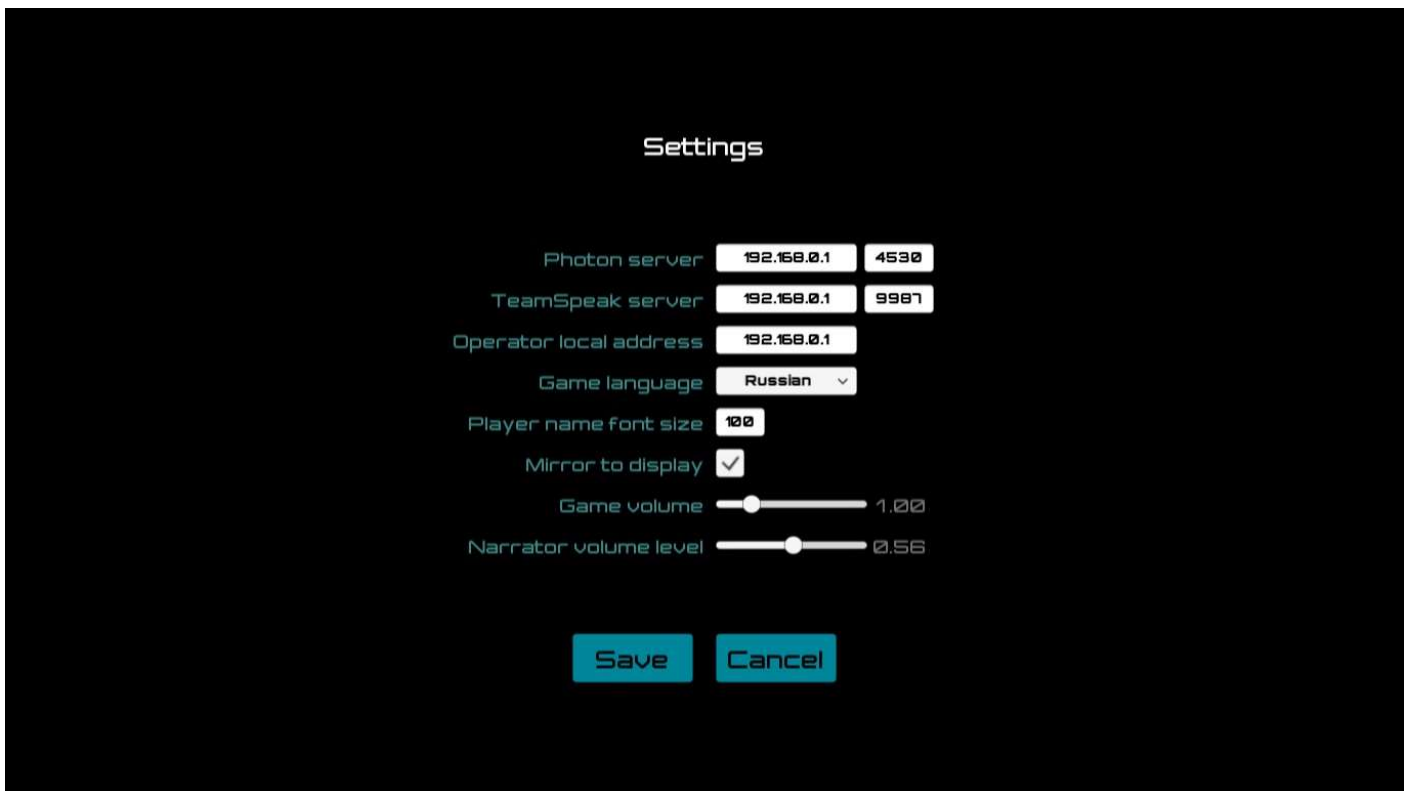 Settings
Photon server 192.168.0.1 4530
TeamSpeak server 192.168.0.1 9987
Operator local address 192.168.0.1
Game language Russian
Player name font size 100
Mirror to display
Game volume 1.00
Narrator volume level 0.56
Save Cancel